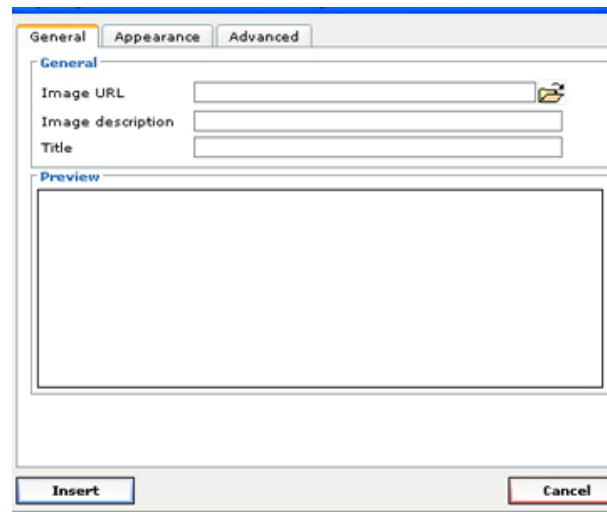 General Appearance Advanced
General
Image URL
Image description
Title
Preview
Insert Cancel